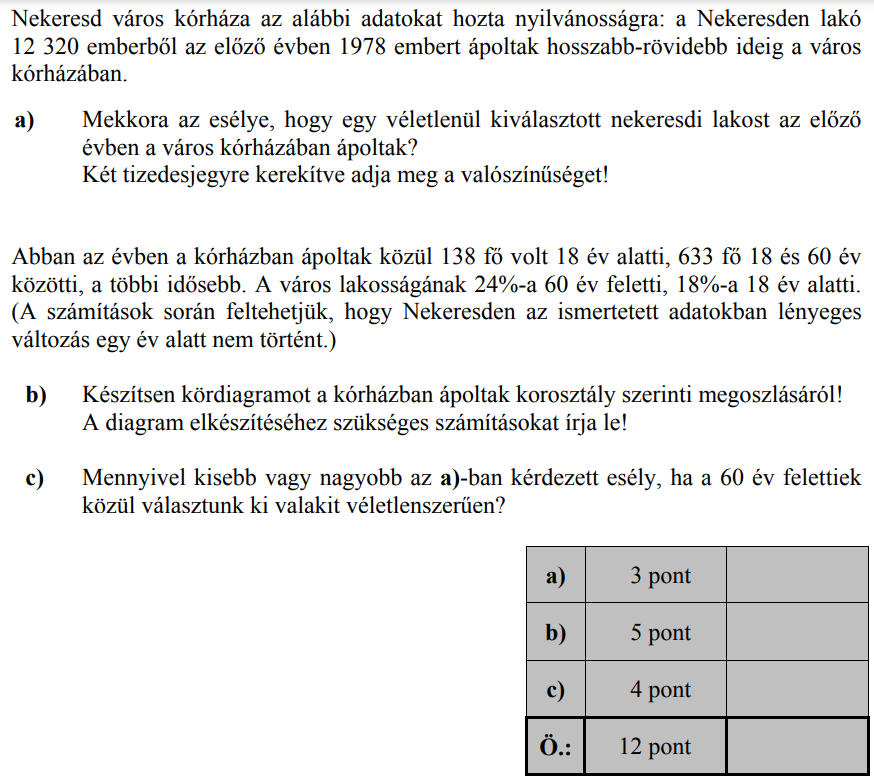 Nekeresd város kórháza az alábbi adatokat hozta nyilvánosságra: a Nekeresden lakó
12 320 emberből az előző évben 1978 embert ápoltak hosszabb-rövidebb ideig a város
kórházában.
a) Mekkora az esélye, hogy egy véletlenül kiválasztott nekeresdi lakost az előző
évben a város kórházában ápoltak?
Két tizedesjegyre kerekítve adja meg a valószínűséget!
Abban az évben a kórházban ápoltak közül 138 fő volt 18 év alatti, 633 fő 18 és 60 év
közötti, a többi idősebb. A város lakosságának 24%-a 60 év feletti, 18%-a 18 év alatti.
(A számítások során feltehetjük, hogy Nekeresden az ismertetett adatokban lényeges
változás egy év alatt nem történt.)
b) Készítsen kördiagramot a kórházban ápoltak korosztály szerinti megoszlásáról!
A diagram elkészítéséhez szükséges számításokat írja le!
c) Mennyivel kisebb vagy nagyobb az a)-ban kérdezett esély, ha a 60 év felettiek
közül választunk ki valakit véletlenszerűen?
a) 3 pont
b) 5 pont
c) 4 pont
Ö.: 12 pont